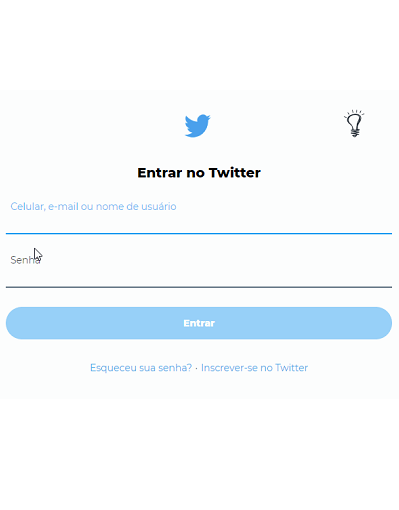 Entrar no Twitter
Celular, e-mail ou nome de usuário
Senha
Entrar
Esqueceu sua senha? · Inscrever-se no Twitter